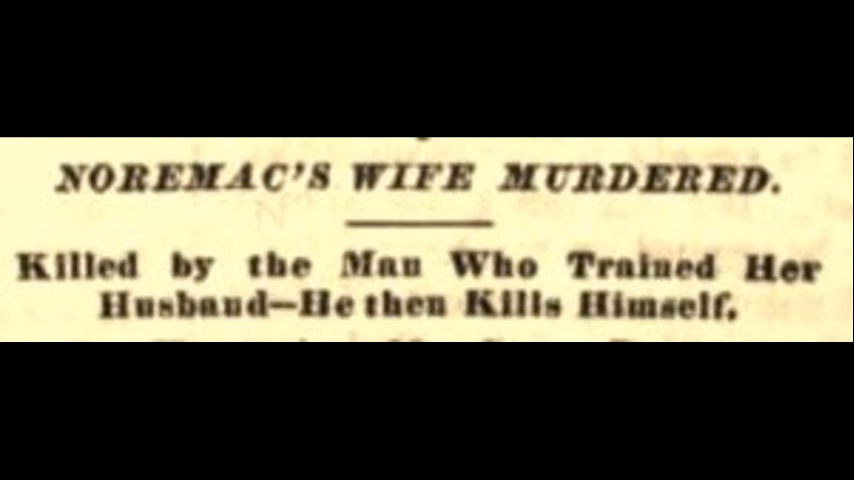 NOREMAC'S WIFE MURDERED.
Killed by the Man Who Trained Her
Husband—He then Kills Himself.